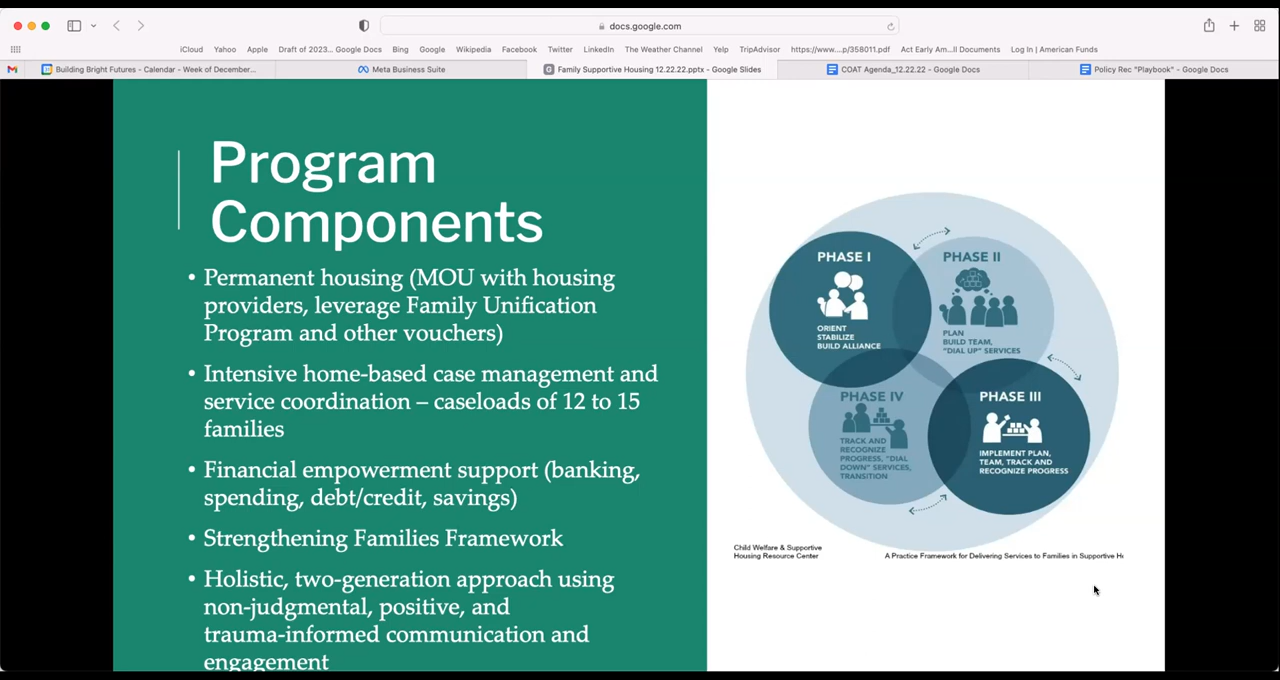 docs.google.com
iCloud Yahoo Apple Draft of 2023... Google Docs Bing Google Wikipedia Facebook Twitter LinkedIn The Weather Channel Yelp TripAdvisor https://www....p/358011.pdf Act Early Am...ll Documents Log In | American Funds
Building Bright Futures - Calendar - Week of December... Meta Business Suite Family Supportive Housing 12.22.22.pptx - Google Slides COAT Agenda_12.22.22 - Google Docs Policy Rec "Playbook" - Google Docs
Program
Components
• Permanent housing (MOU with housing
providers, leverage Family Unification
Program and other vouchers)
• Intensive home-based case management and
service coordination – caseloads of 12 to 15
families
• Financial empowerment support (banking,
spending, debt/credit, savings)
• Strengthening Families Framework
• Holistic, two-generation approach using
non-judgmental, positive, and
trauma-informed communication and
engagement
PHASE I
ORIENT
STABILIZE
BUILD ALLIANCE
PHASE II
PLAN
BUILD TEAM,
"DIAL UP" SERVICES
PHASE IV
TRACK AND
RECOGNIZE
PROGRESS, "DIAL
DOWN" SERVICES,
TRANSITION
PHASE III
IMPLEMENT PLAN,
TEAM, TRACK AND
RECOGNIZE PROGRESS
Child Welfare & Supportive
Housing Resource Center
A Practice Framework for Delivering Services to Families in Supportive